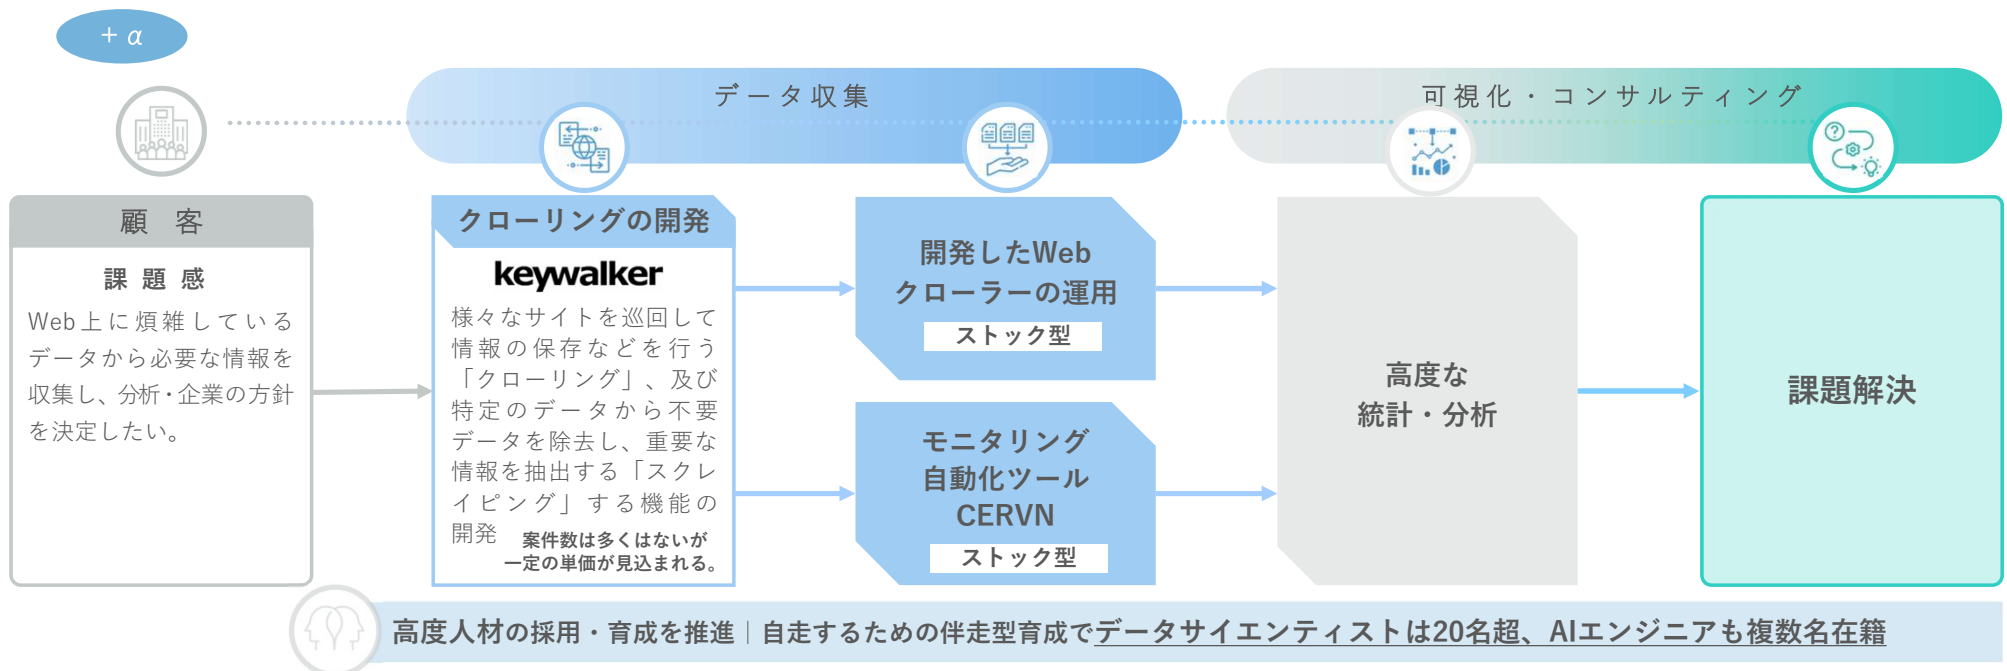 + α
データ収集
可視化・コンサルティング
顧 客
課 題 感
Web上に煩雑している
データから必要な情報を
収集し、分析・企業の方針
を決定したい。
クローリングの開発
keywalker
様々なサイトを巡回して
情報の保存などを行う
「クローリング」、及び
特定のデータから不要
データを除去し、重要な
情報を抽出する「スクレ
イピング」する機能の
開発
案件数は多くはないが
一定の単価が見込まれる。
開発したWeb
クローラーの運用
ストック型
モニタリング
自動化ツール
CERVN
ストック型
高度な
統計・分析
課題解決
高度人材の採用・育成を推進｜自走するための伴走型育成でデータサイエンティストは20名超、AIエンジニアも複数名在籍